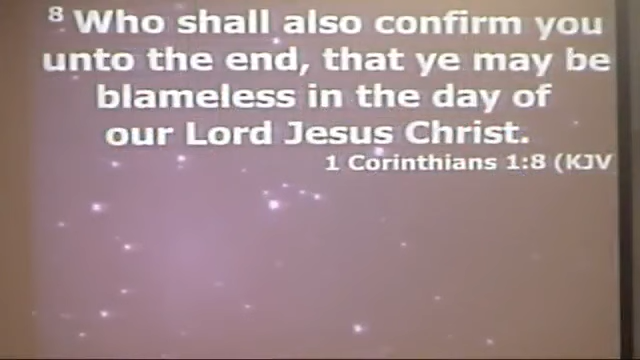 8 Who shall also confirm you
unto the end, that ye may be
blameless in the day of
our Lord Jesus Christ.
1 Corinthians 1:8 (KJV